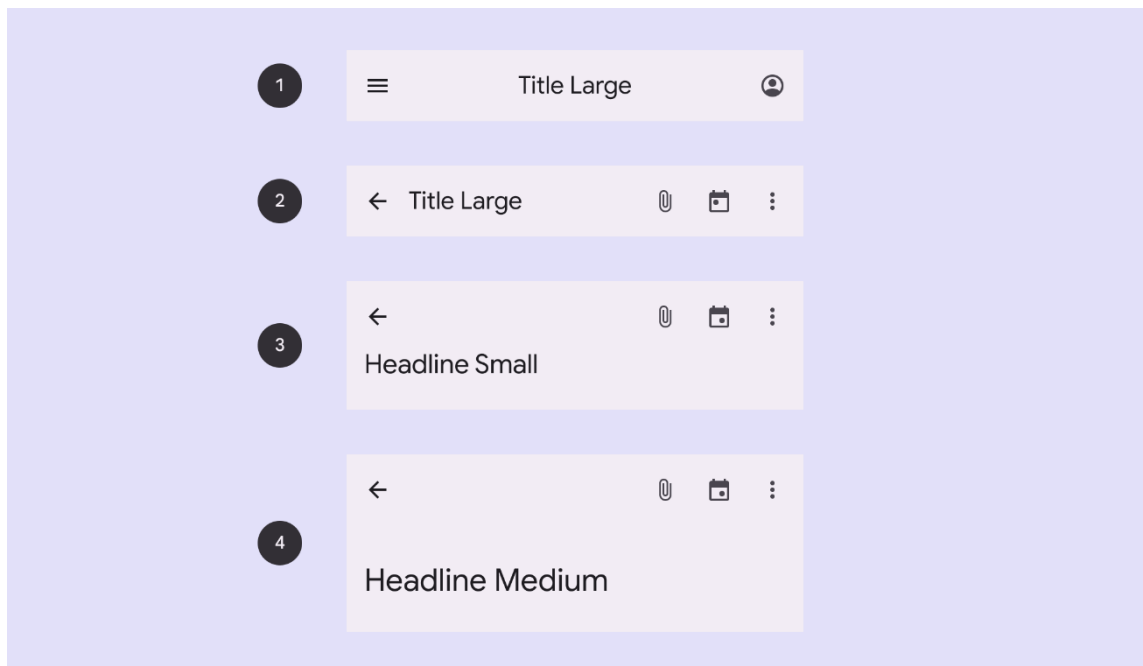 1
Title Large
2
Title Large
3
Headline Small
4
Headline Medium